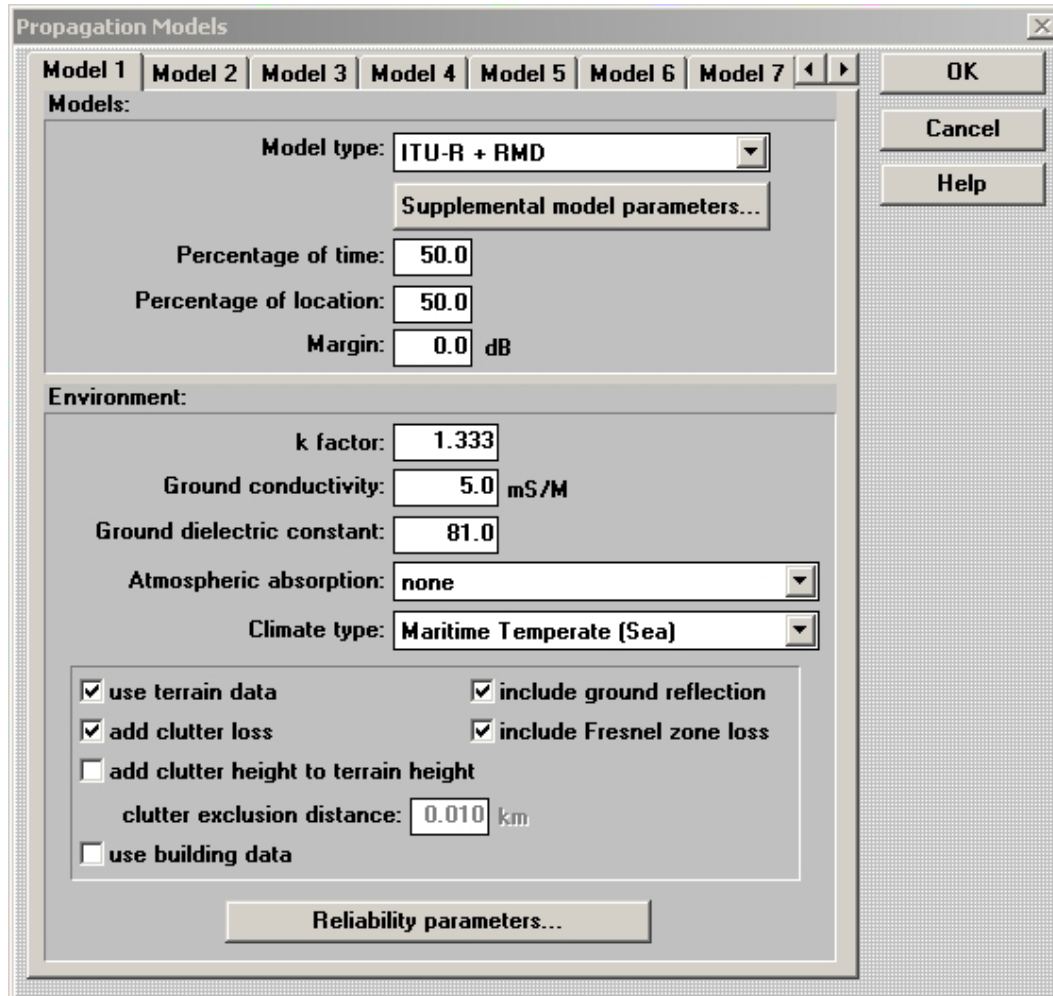 Propagation Models
Model 1 Model 2 Model 3 Model 4 Model 5 Model 6 Model 7
OK
Cancel
Help
Models:
Model type: ITU-R + RMD
Supplemental model parameters...
Percentage of time: 50.0
Percentage of location: 50.0
Margin: 0.0 dB
Environment:
k factor: 1.333
Ground conductivity: 5.0 mS/M
Ground dielectric constant: 81.0
Atmospheric absorption: none
Climate type: Maritime Temperate (Sea)
use terrain data include ground reflection
add clutter loss include Fresnel zone loss
add clutter height to terrain height
clutter exclusion distance: 0.010 km
use building data
Reliability parameters...